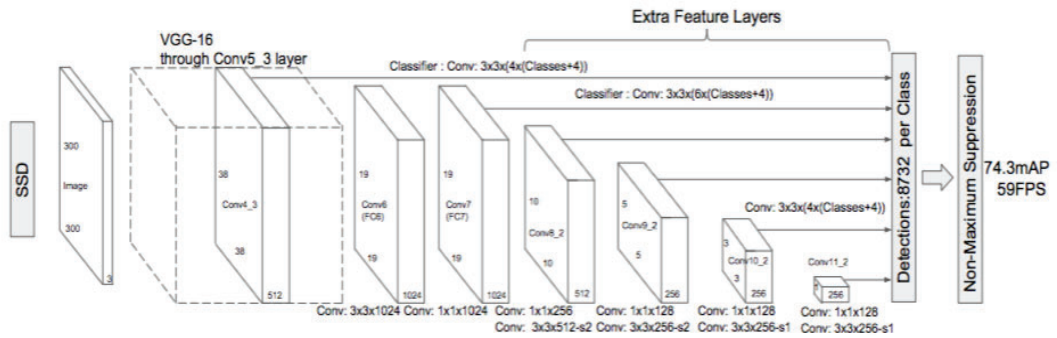 Extra Feature Layers
VGG-16
through Conv5_3 layer
Classifier : Conv: 3x3x(4x(Classes+4))
Classifier : Conv: 3x3x(6x(Classes+4))
SSD
300
Image
300
3
38
Conv4_3
38
512
19
Conv6
(FC6)
19
1024
19
Conv7
(FC7)
19
1024
10
Conv8_2
10
512
5
Conv9_2
5
256
Conv: 3x3x(4x(Classes+4))
3
Conv10_2
3
256
Conv11_2
256
Detections:8732 per Class
Non-Maximum Suppression
74.3mAP
59FPS
Conv: 3x3x1024
Conv: 1x1x1024
Conv: 1x1x256
Conv: 3x3x512-s2
Conv: 1x1x128
Conv: 3x3x256-s2
Conv: 1x1x128
Conv: 3x3x256-s1
Conv: 1x1x128
Conv: 3x3x256-s1